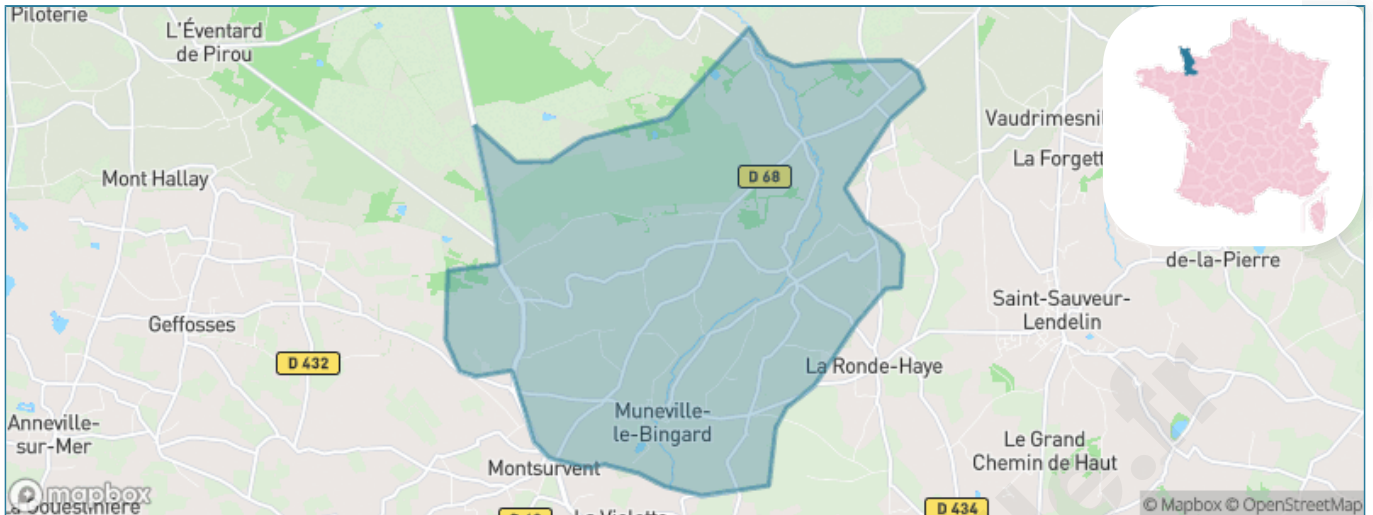 Piloterie
L'Éventard
de Pirou
Vaudrimesnil
La Forgett
D 68
Mont Hallay
de-la-Pierre
Saint-Sauveur-
Lendelin
Geffosses
D 432
La Ronde-Haye
Muneville-
le-Bingard
Anneville-
sur-Mer
Le Grand
Chemin de Haut
Montsurvent
mapbox
D 434
© Mapbox © OpenStreetMap